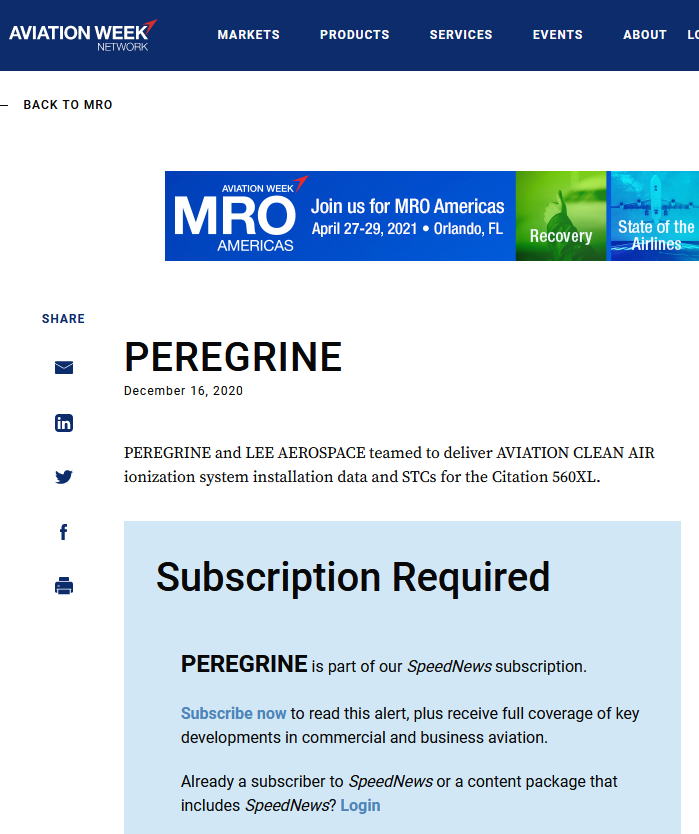 AVIATION WEEK
NETWORK
MARKETS PRODUCTS SERVICES EVENTS ABOUT
BACK TO MRO
AVIATION WEEK
MRO
AMERICAS
Join us for MRO Americas
April 27-29, 2021 • Orlando, FL
Recovery
State of the
Airlines
SHARE
PEREGRINE
December 16, 2020
PEREGRINE and LEE AEROSPACE teamed to deliver AVIATION CLEAN AIR
ionization system installation data and STCs for the Citation 560XL.
Subscription Required
PEREGRINE is part of our SpeedNews subscription.
Subscribe now to read this alert, plus receive full coverage of key
developments in commercial and business aviation.
Already a subscriber to SpeedNews or a content package that
includes SpeedNews? Login